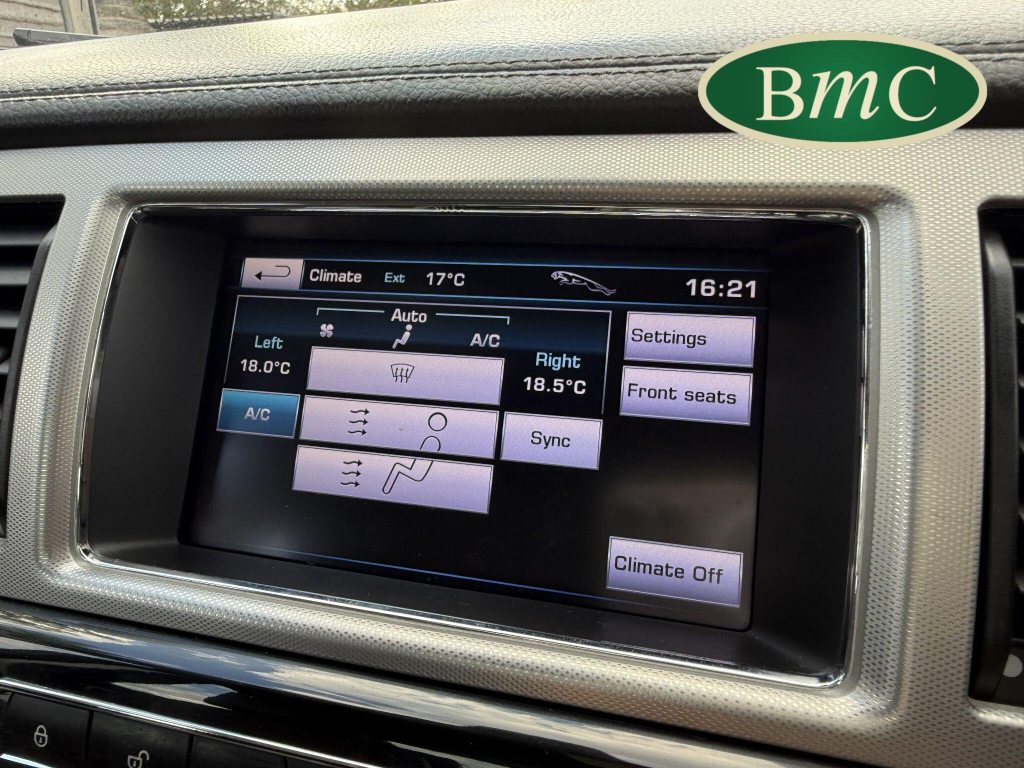 BmC
Climate Ext 17°C 16:21
Auto
A/C
Left
18.0°C
Right
18.5°C
A/C
Sync
Settings
Front seats
Climate Off